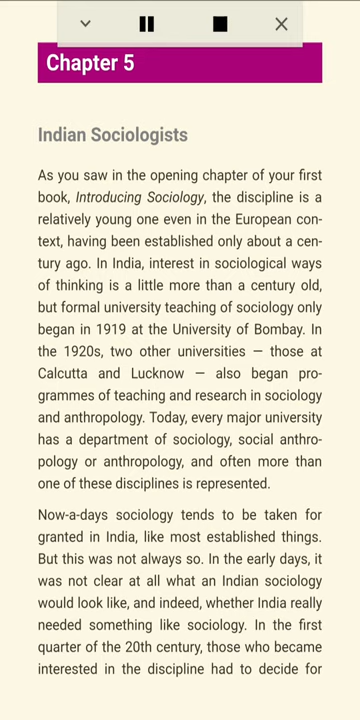 Chapter 5
Indian Sociologists
As you saw in the opening chapter of your first
book, Introducing Sociology, the discipline is a
relatively young one even in the European con-
text, having been established only about a cen-
tury ago. In India, interest in sociological ways
of thinking is a little more than a century old,
but formal university teaching of sociology only
began in 1919 at the University of Bombay. In
the 1920s, two other universities — those at
Calcutta and Lucknow — also began pro-
grammes of teaching and research in sociology
and anthropology. Today, every major university
has a department of sociology, social anthro-
pology or anthropology, and often more than
one of these disciplines is represented.
Now-a-days sociology tends to be taken for
granted in India, like most established things.
But this was not always so. In the early days, it
was not clear at all what an Indian sociology
would look like, and indeed, whether India really
needed something like sociology. In the first
quarter of the 20th century, those who became
interested in the discipline had to decide for